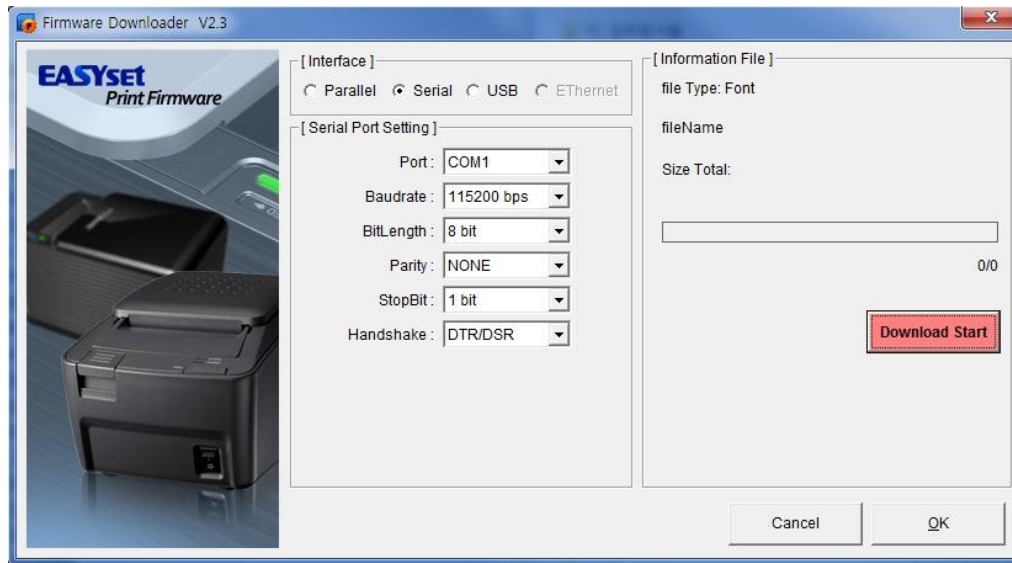 Firmware Downloader V2.3
EASYset
Print Firmware
[ Interface ]
Parallel Serial USB EThernet
[ Serial Port Setting ]
Port : COM1
Baudrate : 115200 bps
BitLength : 8 bit
Parity : NONE
StopBit : 1 bit
Handshake : DTR/DSR
[ Information File ]
file Type: Font
fileName
Size Total:
0/0
Download Start
Cancel OK